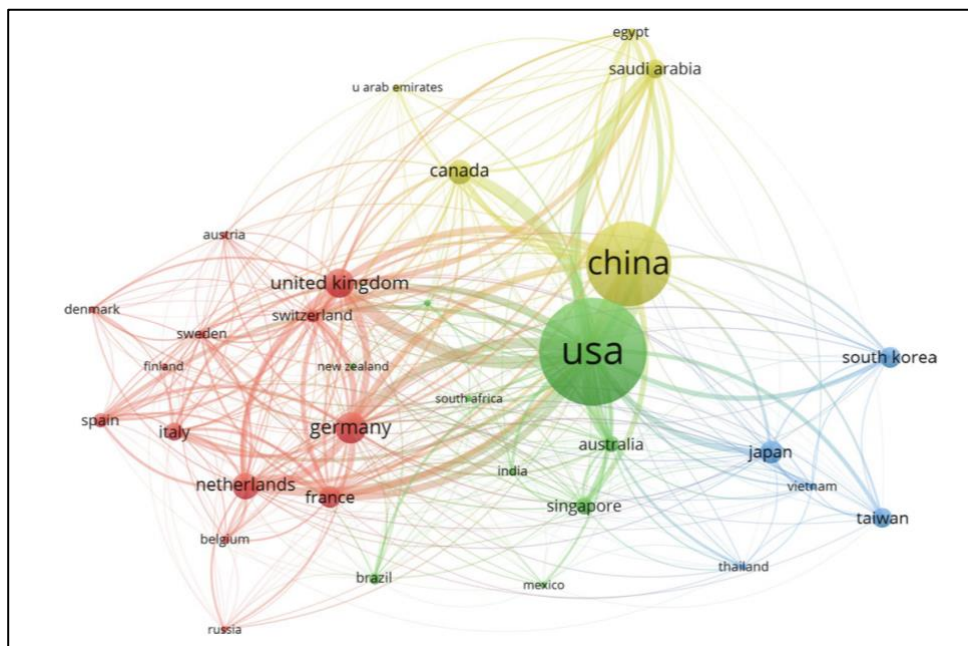 egypt
saudi arabia
u arab emirates
canada
austria
china
united kingdom
denmark
switzerland
sweden
usa
south korea
finland
new zealand
south africa
spain
italy
germany
australia
japan
india
netherlands
vietnam
france
singapore
taiwan
belgium
thailand
brazil
mexico
russia